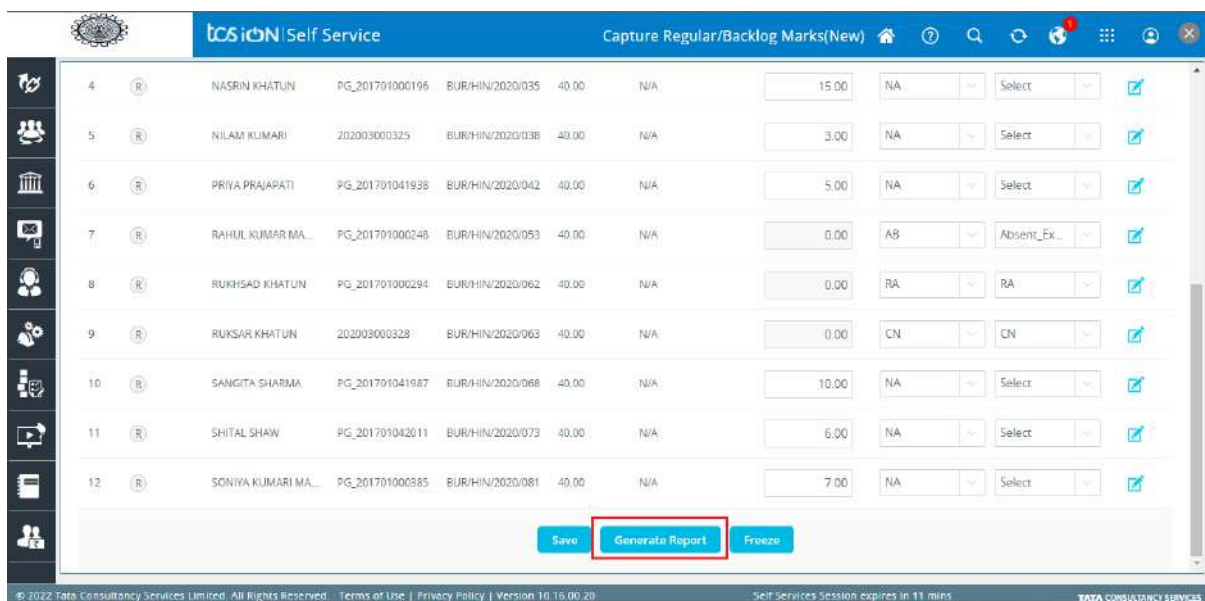 TCS iON | Self Service Capture Regular/Backlog Marks(New) 1
4 R NASRIN KHATUN PG_201701000196 BUR/HIN/2020/035 40.00 N/A 15.00 NA Select
5 R NILAM KUMARI 202003000325 BUR/HIN/2020/038 40.00 N/A 3.00 NA Select
6 R PRIYA PRAJAPATI PG_201701041938 BUR/HIN/2020/042 40.00 N/A 5.00 NA Select
7 R RAHUL KUMAR MA... PG_201701000248 BUR/HIN/2020/053 40.00 N/A 0.00 AB Absent_Ex...
8 R RUKHSAD KHATUN PG_201701000294 BUR/HIN/2020/062 40.00 N/A 0.00 RA RA
9 R RUKSAR KHATUN 202003000328 BUR/HIN/2020/063 40.00 N/A 0.00 CN CN
10 R SANGITA SHARMA PG_201701041987 BUR/HIN/2020/068 40.00 N/A 10.00 NA Select
11 R SHITAL SHAW PG_201701042011 BUR/HIN/2020/073 40.00 N/A 6.00 NA Select
12 R SONIYA KUMARI MA... PG_201701000385 BUR/HIN/2020/081 40.00 N/A 7.00 NA Select
Save Generate Report Freeze
© 2022 Tata Consultancy Services Limited. All Rights Reserved. Terms of Use | Privacy Policy | Version 10.16.00.20 Self Services Session expires in 11 mins TATA CONSULTANCY SERVICES